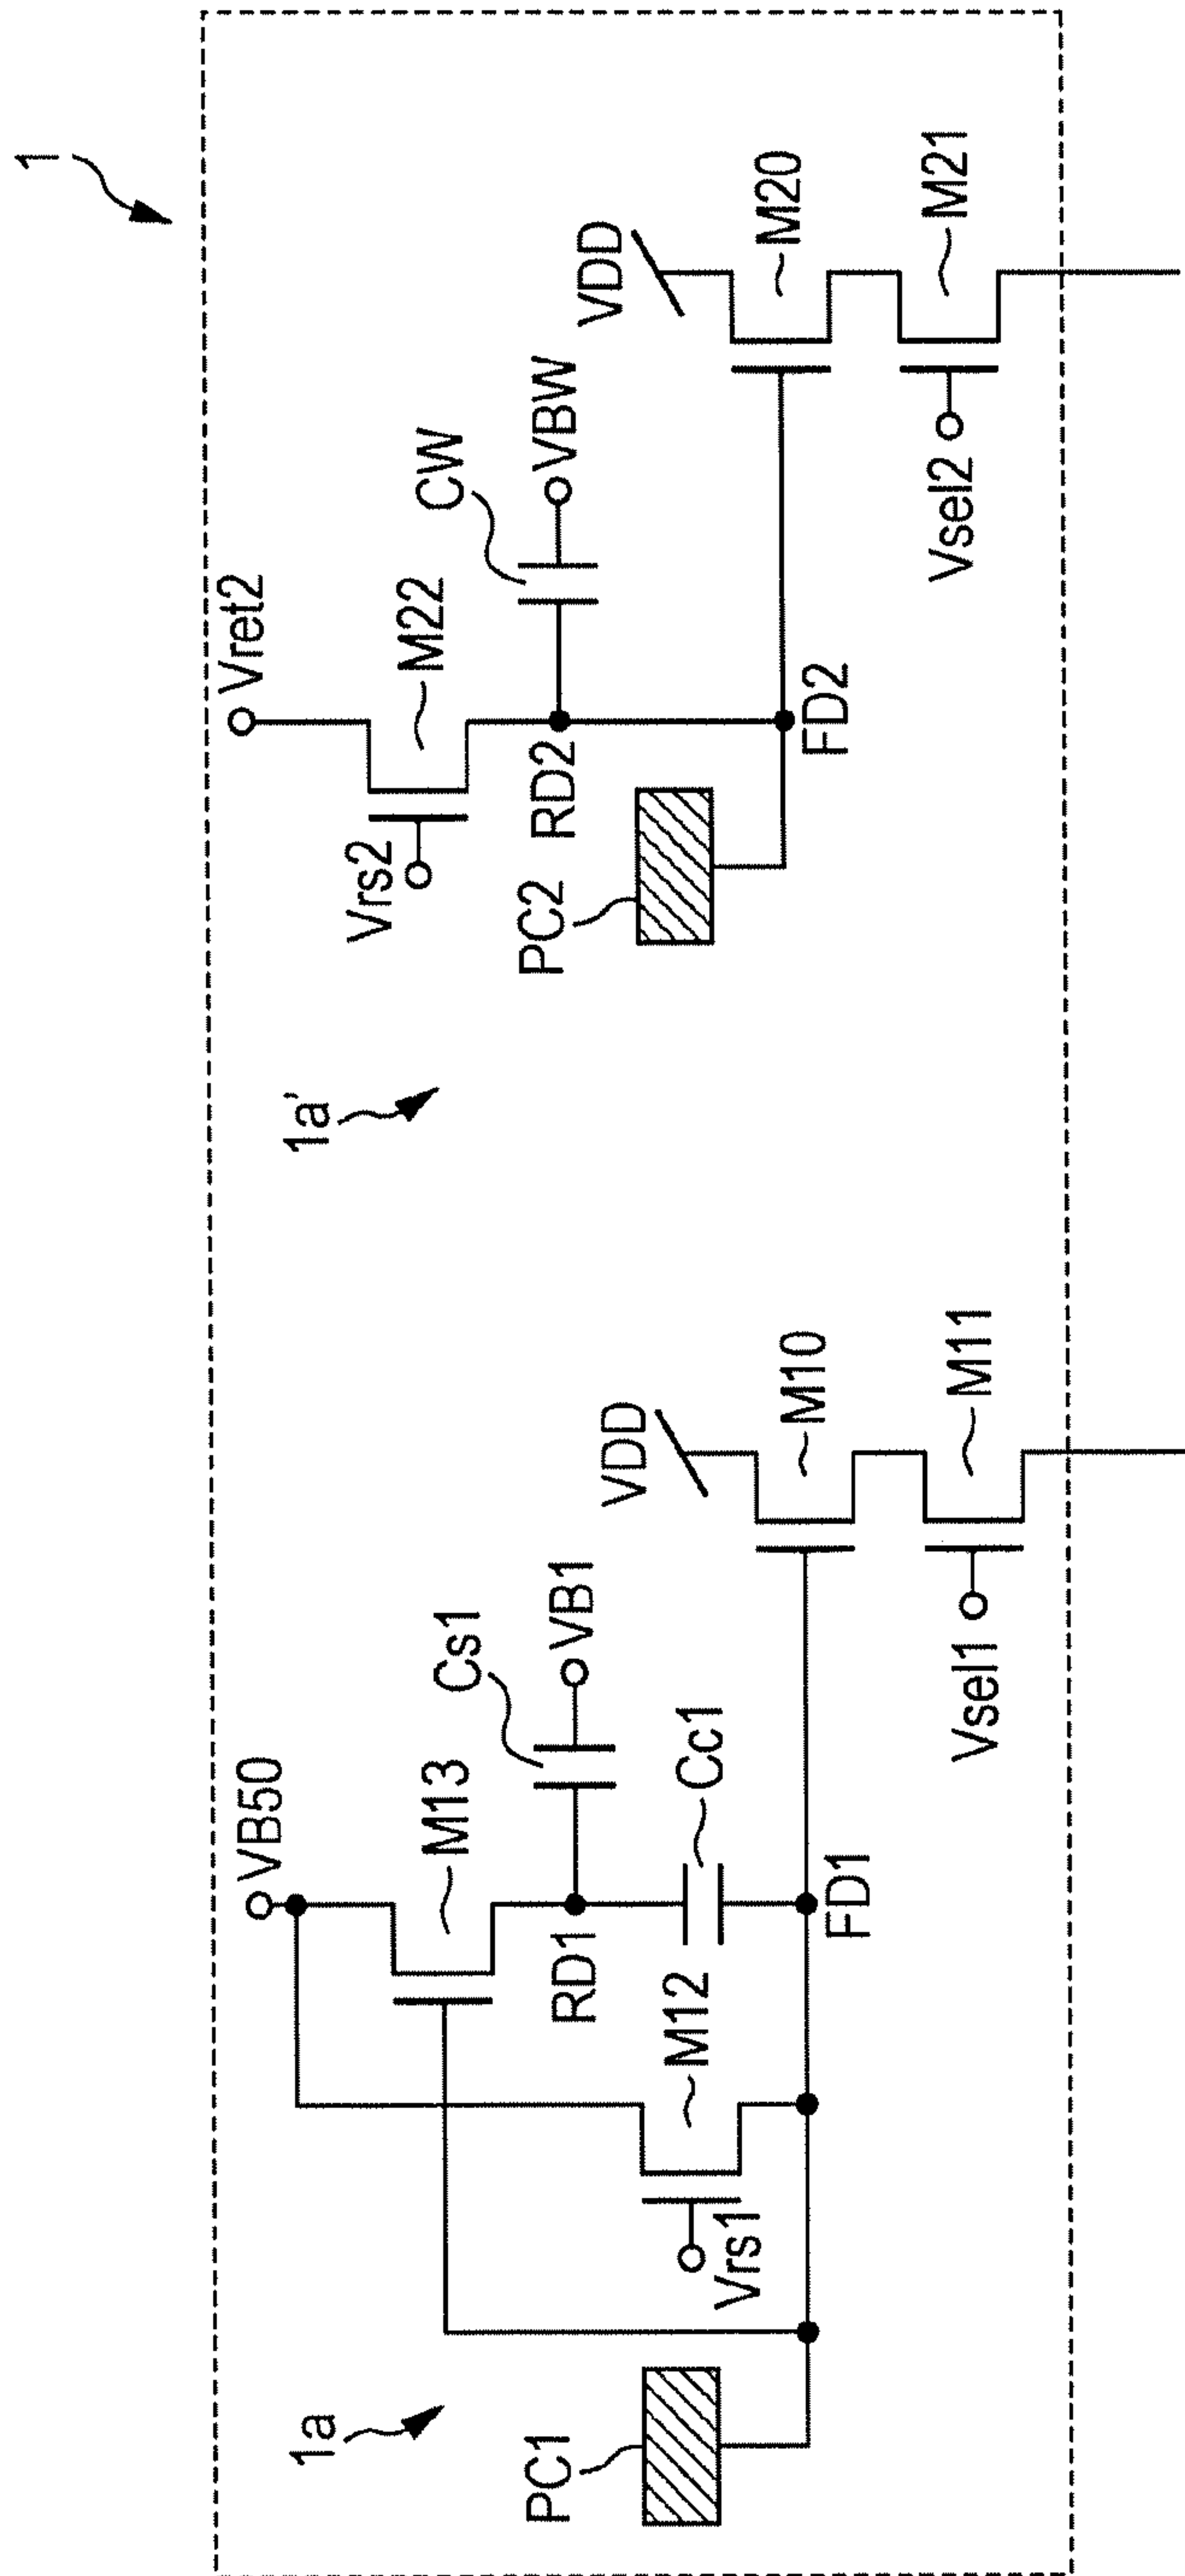 1
1a
VB50
M13
Cs1
VB1
RD1
Cc1
M12
Vrs1
PC1
FD1
VDD
M10
M11
Vsel1
1a'
Vret2
M22
Vrs2
CW
VBW
RD2
PC2
FD2
VDD
M20
M21
Vsel2